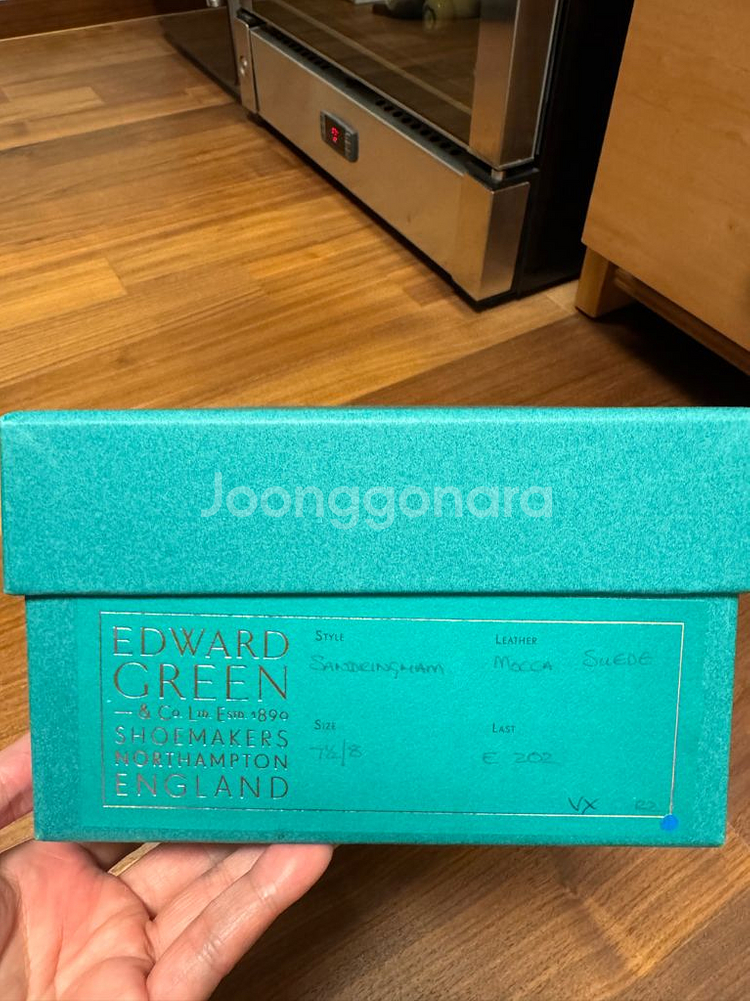 Joonggonara
EDWARD
GREEN
& Co. Ltd. Estd. 1890
SHOEMAKERS
NORTHAMPTON
ENGLAND
STYLE
SANDRINGHAM
LEATHER
MOCCA SUEDE
SIZE
7½/8
LAST
E 202
VX